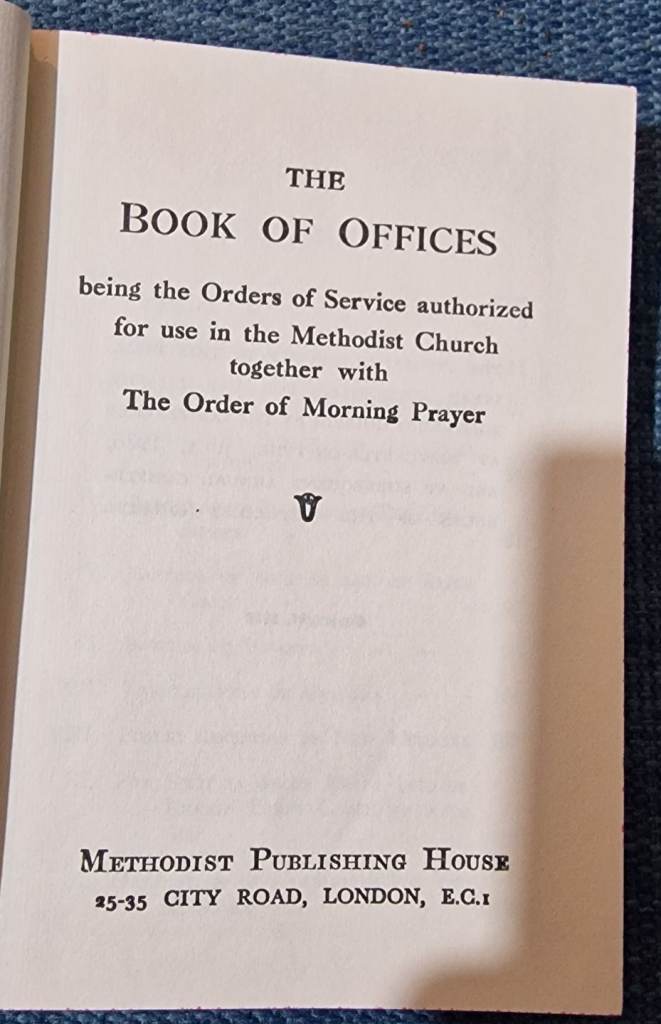 THE
BOOK OF OFFICES
being the Orders of Service authorized
for use in the Methodist Church
together with
The Order of Morning Prayer
METHODIST PUBLISHING HOUSE
25-35 CITY ROAD, LONDON, E.C.1